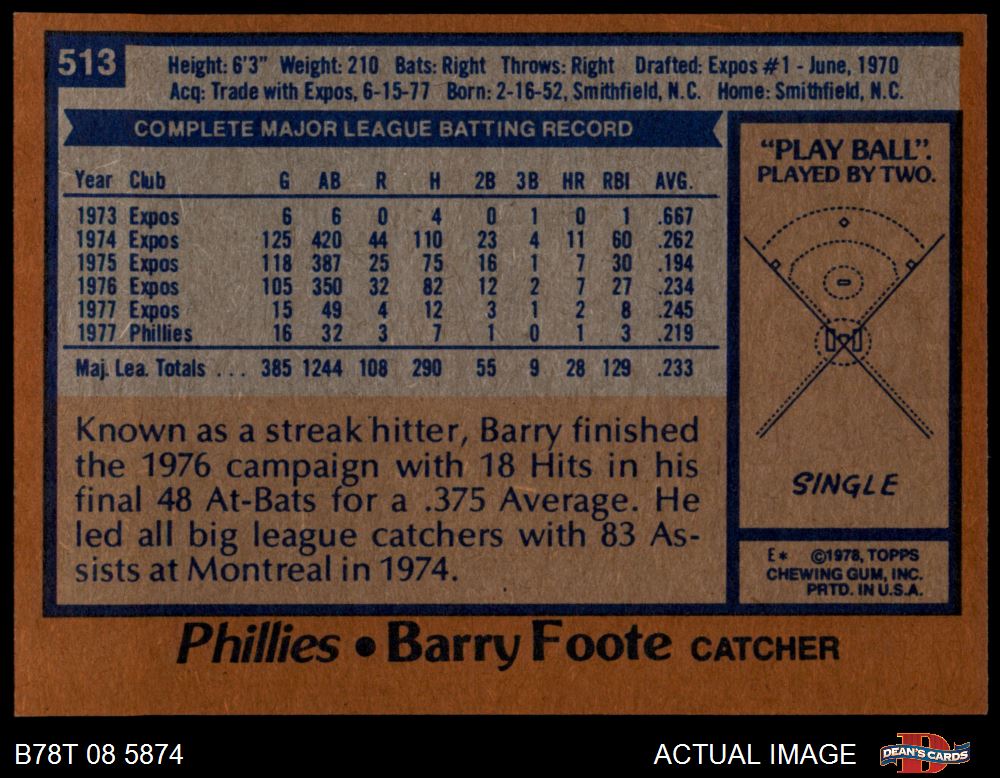 513
Height: 6'3" Weight: 210 Bats: Right Throws: Right Drafted: Expos #1 - June, 1970
Acq: Trade with Expos, 6-15-77 Born: 2-16-52, Smithfield, N.C. Home: Smithfield, N.C.
COMPLETE MAJOR LEAGUE BATTING RECORD
Year Club G AB R H 2B 3B HR RBI AVG.
1973 Expos 6 6 0 4 0 1 0 1 .667
1974 Expos 125 420 44 110 23 4 11 60 .262
1975 Expos 118 387 25 75 16 1 7 30 .194
1976 Expos 105 350 32 82 12 2 7 27 .234
1977 Expos 15 49 4 12 3 1 2 8 .245
1977 Phillies 16 32 3 7 1 0 1 3 .219
Maj. Lea. Totals . . . 385 1244 108 290 55 9 28 129 .233
Known as a streak hitter, Barry finished
the 1976 campaign with 18 Hits in his
final 48 At-Bats for a .375 Average. He
led all big league catchers with 83 As-
sists at Montreal in 1974.
"PLAY BALL".
PLAYED BY TWO.
SINGLE
E* ©1978, TOPPS
CHEWING GUM, INC.
PRTD. IN U.S.A.
Phillies • Barry Foote CATCHER
B78T 08 5874
ACTUAL IMAGE
DEAN'S CARDS